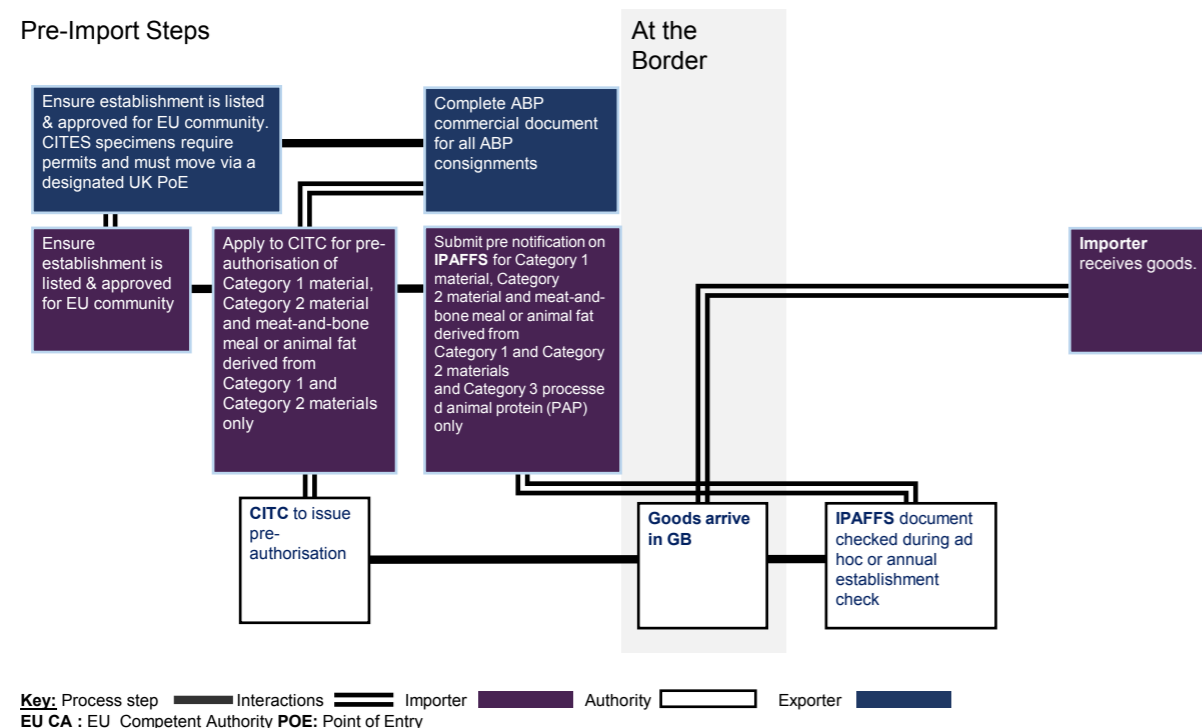 Pre-Import Steps
At the
Border
Ensure establishment is listed
& approved for EU community.
CITES specimens require
permits and must move via a
designated UK PoE
Complete ABP
commercial document
for all ABP
consignments
Ensure
establishment is
listed & approved
for EU community
Apply to CITC for pre-
authorisation of
Category 1 material,
Category 2 material
and meat-and-bone
meal or animal fat
derived from
Category 1 and
Category 2 materials
only
Submit pre notification on
IPAFFS for Category 1
material, Category
2 material and meat-and-
bone meal or animal fat
derived from
Category 1 and Category
2 materials
and Category 3 processe
d animal protein (PAP)
only
Importer
receives goods.
CITC to issue
pre-
authorisation
Goods arrive
in GB
IPAFFS document
checked during ad
hoc or annual
establishment
check
Key: Process step Interactions Importer Authority Exporter
EU CA : EU Competent Authority POE: Point of Entry